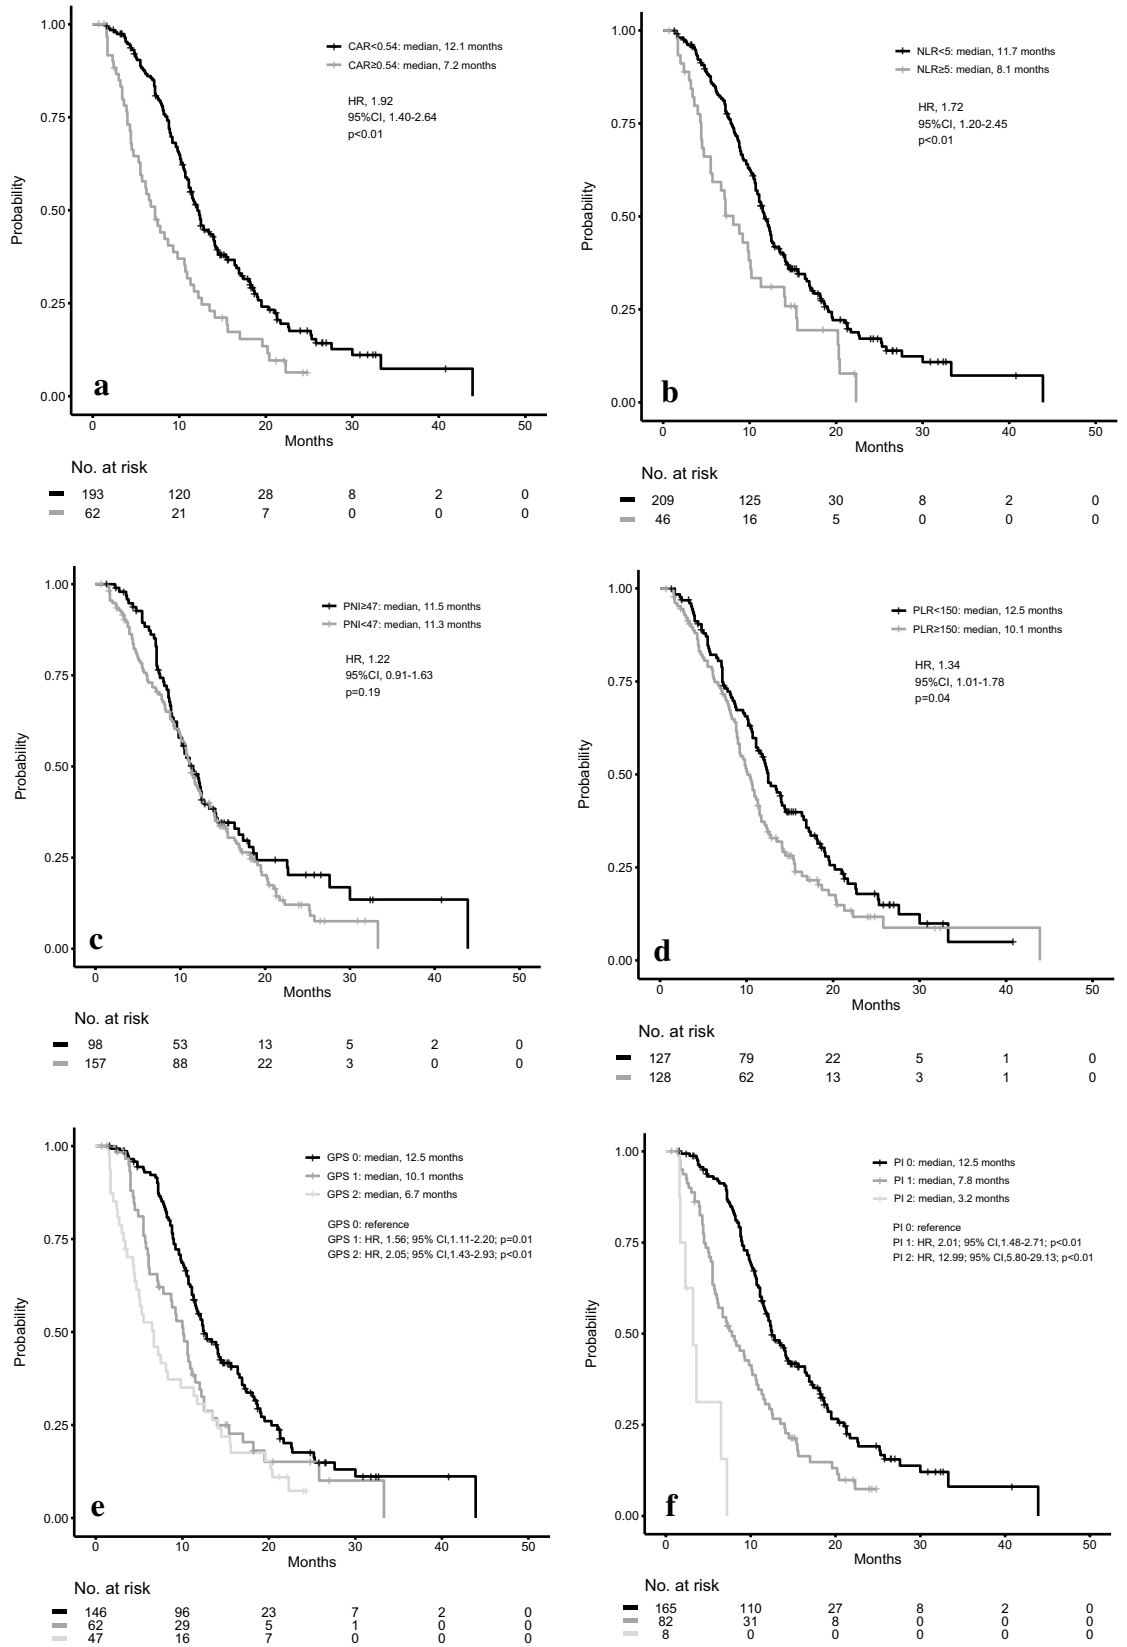 1.00
0.75
0.50
0.25
0.00
Probability
CAR<0.54: median, 12.1 months
CAR≥0.54: median, 7.2 months
HR, 1.92
95%CI, 1.40-2.64
p<0.01
a
0 10 20 30 40 50
Months
No. at risk
193 120 28 8 2 0
62 21 7 0 0 0
1.00
0.75
0.50
0.25
0.00
Probability
NLR<5: median, 11.7 months
NLR≥5: median, 8.1 months
HR, 1.72
95%CI, 1.20-2.45
p<0.01
b
0 10 20 30 40 50
Months
No. at risk
209 125 30 8 2 0
46 16 5 0 0 0
1.00
0.75
0.50
0.25
0.00
Probability
PNI≥47: median, 11.5 months
PNI<47: median, 11.3 months
HR, 1.22
95%CI, 0.91-1.63
p=0.19
c
0 10 20 30 40 50
Months
No. at risk
98 53 13 5 2 0
157 88 22 3 0 0
1.00
0.75
0.50
0.25
0.00
Probability
PLR<150: median, 12.5 months
PLR≥150: median, 10.1 months
HR, 1.34
95%CI, 1.01-1.78
p=0.04
d
0 10 20 30 40 50
Months
No. at risk
127 79 22 5 1 0
128 62 13 3 1 0
1.00
0.75
0.50
0.25
0.00
Probability
GPS 0: median, 12.5 months
GPS 1: median, 10.1 months
GPS 2: median, 6.7 months
GPS 0: reference
GPS 1: HR, 1.56; 95% CI,1.11-2.20; p=0.01
GPS 2: HR, 2.05; 95% CI,1.43-2.93; p<0.01
e
0 10 20 30 40 50
Months
No. at risk
146 96 23 7 2 0
62 29 5 1 0 0
47 16 7 0 0 0
1.00
0.75
0.50
0.25
0.00
Probability
PI 0: median, 12.5 months
PI 1: median, 7.8 months
PI 2: median, 3.2 months
PI 0: reference
PI 1: HR, 2.01; 95% CI,1.48-2.71; p<0.01
PI 2: HR, 12.99; 95% CI,5.80-29.13; p<0.01
f
0 10 20 30 40 50
Months
No. at risk
165 110 27 8 2 0
82 31 8 0 0 0
8 0 0 0 0 0